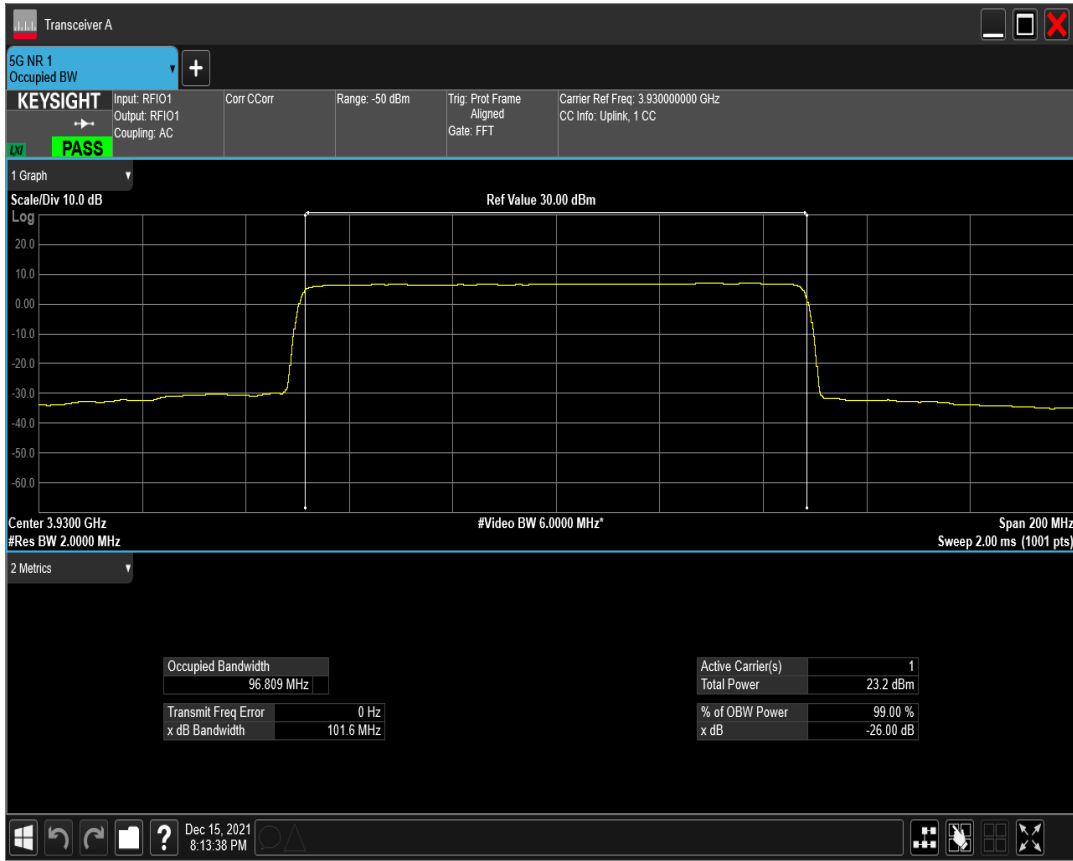 Transceiver A
5G NR 1
Occupied BW
+
KEYSIGHT
LXI
PASS
Input: RFIO1
Output: RFIO1
Coupling: AC
Corr CCorr
Range: -50 dBm
Trig: Prot Frame
Aligned
Gate: FFT
Carrier Ref Freq: 3.930000000 GHz
CC Info: Uplink, 1 CC
1 Graph
Scale/Div 10.0 dB
Ref Value 30.00 dBm
Log
20.0
10.0
0.00
-10.0
-20.0
-30.0
-40.0
-50.0
-60.0
Center 3.9300 GHz
#Video BW 6.0000 MHz*
Span 200 MHz
#Res BW 2.0000 MHz
Sweep 2.00 ms (1001 pts)
2 Metrics
Occupied Bandwidth
96.809 MHz
Transmit Freq Error 0 Hz
x dB Bandwidth 101.6 MHz
Active Carrier(s) 1
Total Power 23.2 dBm
% of OBW Power 99.00 %
x dB -26.00 dB
?
Dec 15, 2021
8:13:38 PM